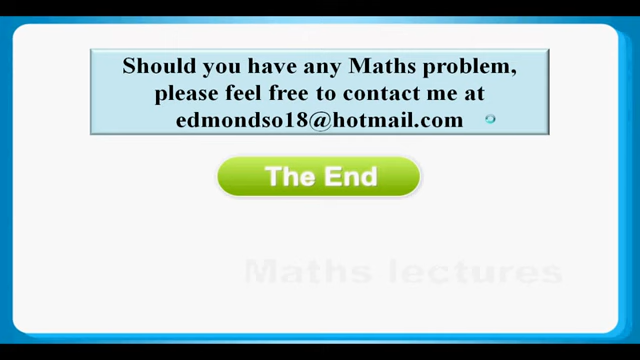 Should you have any Maths problem,
please feel free to contact me at
edmondso18@hotmail.com
The End
Maths lectures